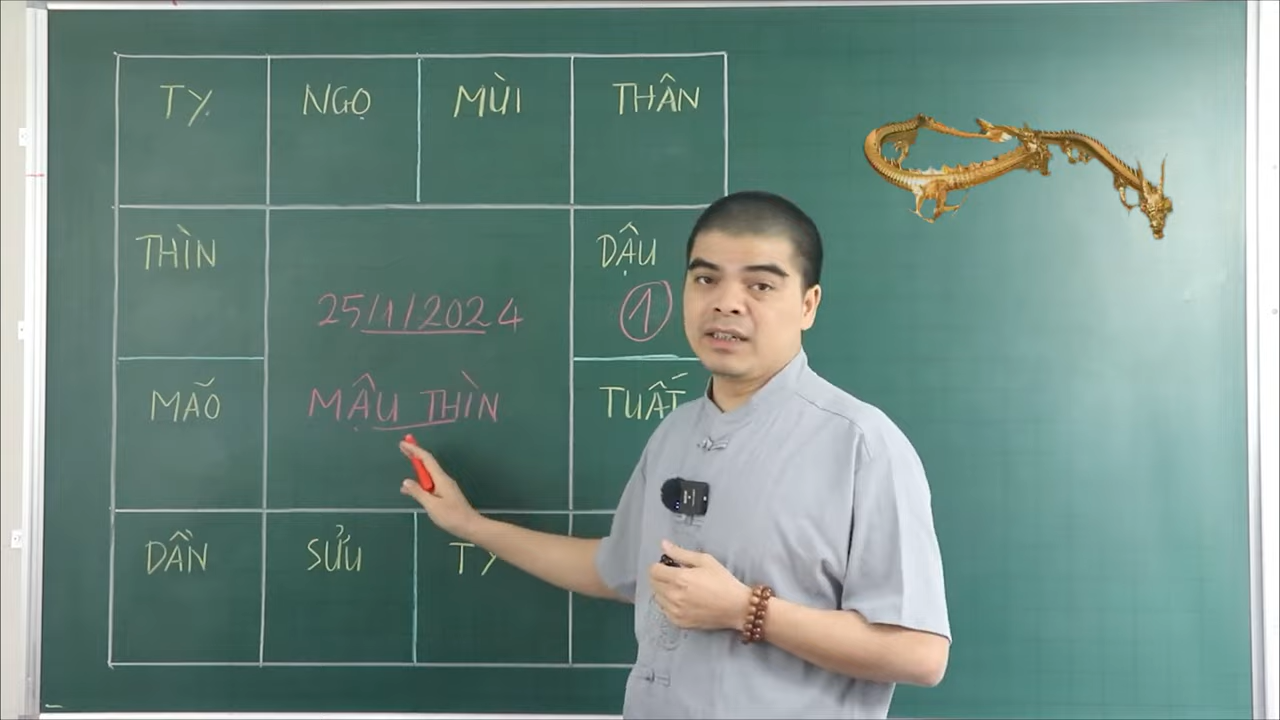 TỴ NGỌ MÙI THÂN
THÌN DẬU
25/1/2024 1
MÃO MẬU THÌN TUẤT
DẦN SỬU TÝ